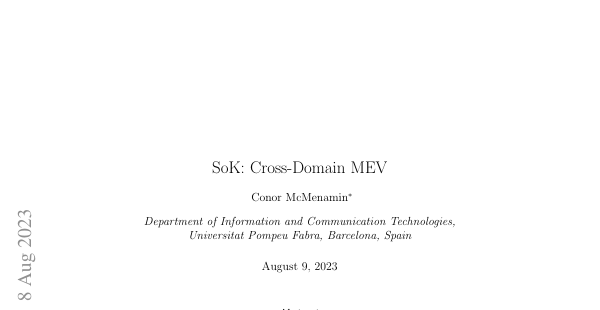 SoK: Cross-Domain MEV
Conor McMenamin*
Department of Information and Communication Technologies,
Universitat Pompeu Fabra, Barcelona, Spain
August 9, 2023
8 Aug 2023